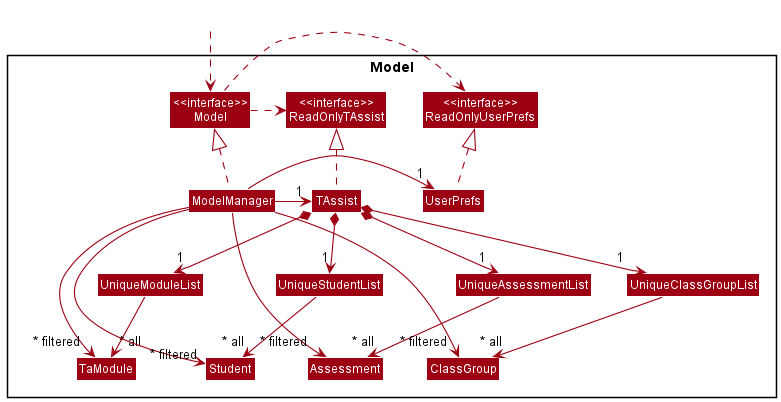 Model
<<interface>>
Model
<<interface>>
ReadOnlyTAssist
<<interface>>
ReadOnlyUserPrefs
1
1
ModelManager
TAssist
UserPrefs
1
1
1
1
UniqueModuleList
UniqueStudentList
UniqueAssessmentList
UniqueClassGroupList
* filtered
* all
* filtered
* all
* filtered
* all
* filtered
* all
TaModule
Student
Assessment
ClassGroup